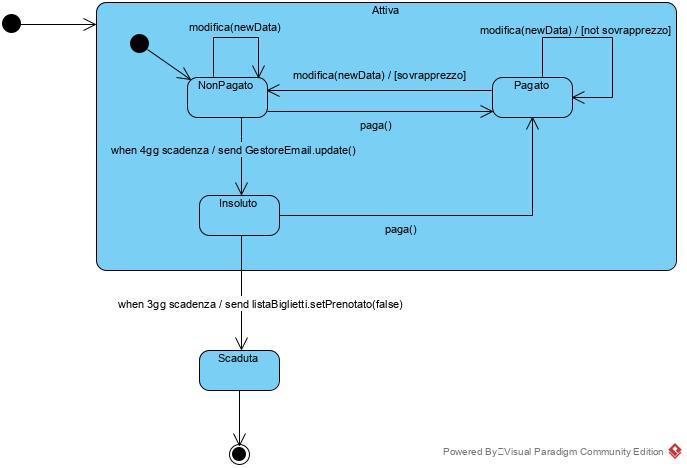 Attiva
modifica(newData)
modifica(newData) / [not sovrapprezzo]
modifica(newData) / [sovrapprezzo]
NonPagato
Pagato
paga()
when 4gg scadenza / send GestoreEmail.update()
Insoluto
paga()
when 3gg scadenza / send listaBiglietti.setPrenotato(false)
Scaduta
Powered By Visual Paradigm Community Edition